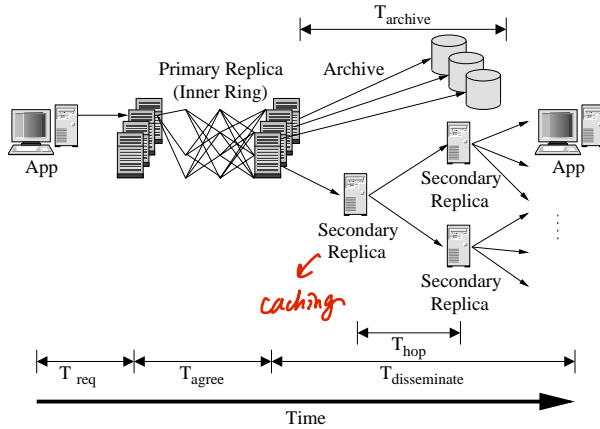 T archive
Primary Replica
(Inner Ring)
Archive
App
App
Secondary
Replica
Secondary
Replica
Secondary
Replica
caching
T hop
T req
T agree
T disseminate
Time